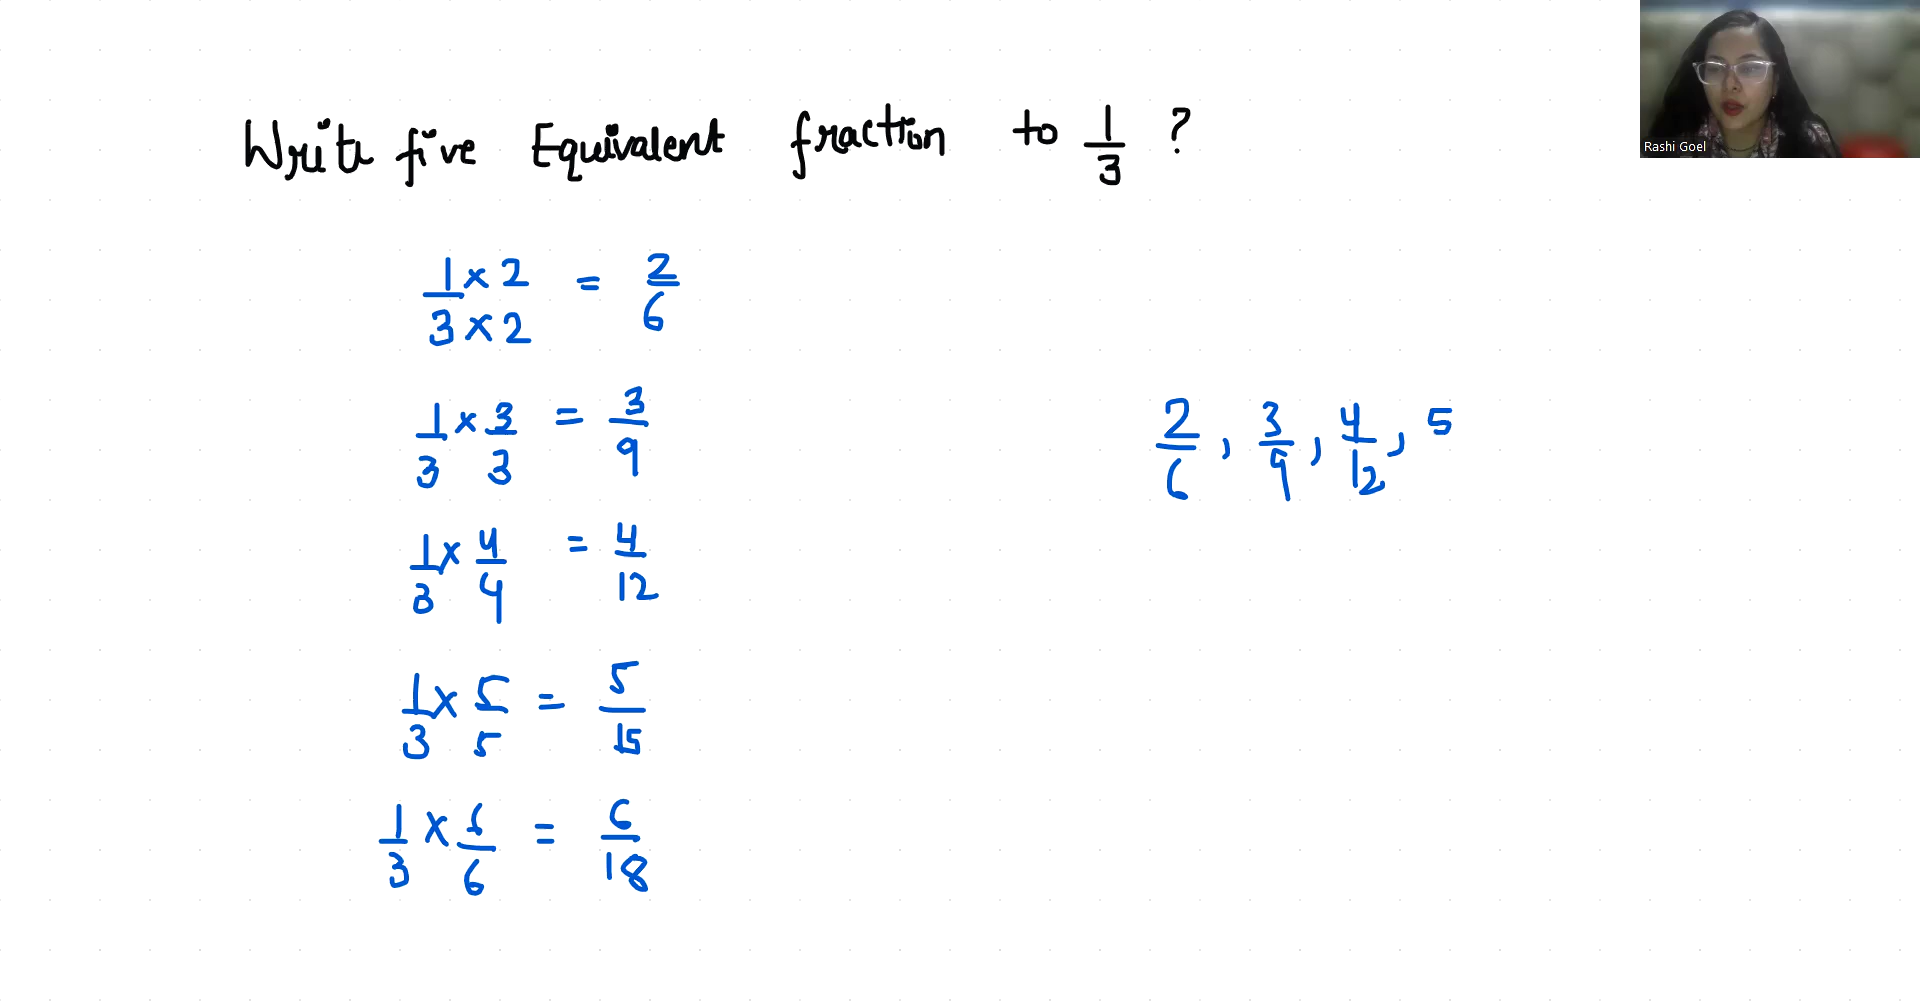 Write five Equivalent fraction to 1/3 ?
Rashi Goel
1 × 2 / 3 × 2 = 2/6
1/3 × 3/3 = 3/9
2/6 , 3/9 , 4/12 , 5
1/3 × 4/4 = 4/12
1/3 × 5/5 = 5/15
1/3 × 6/6 = 6/18